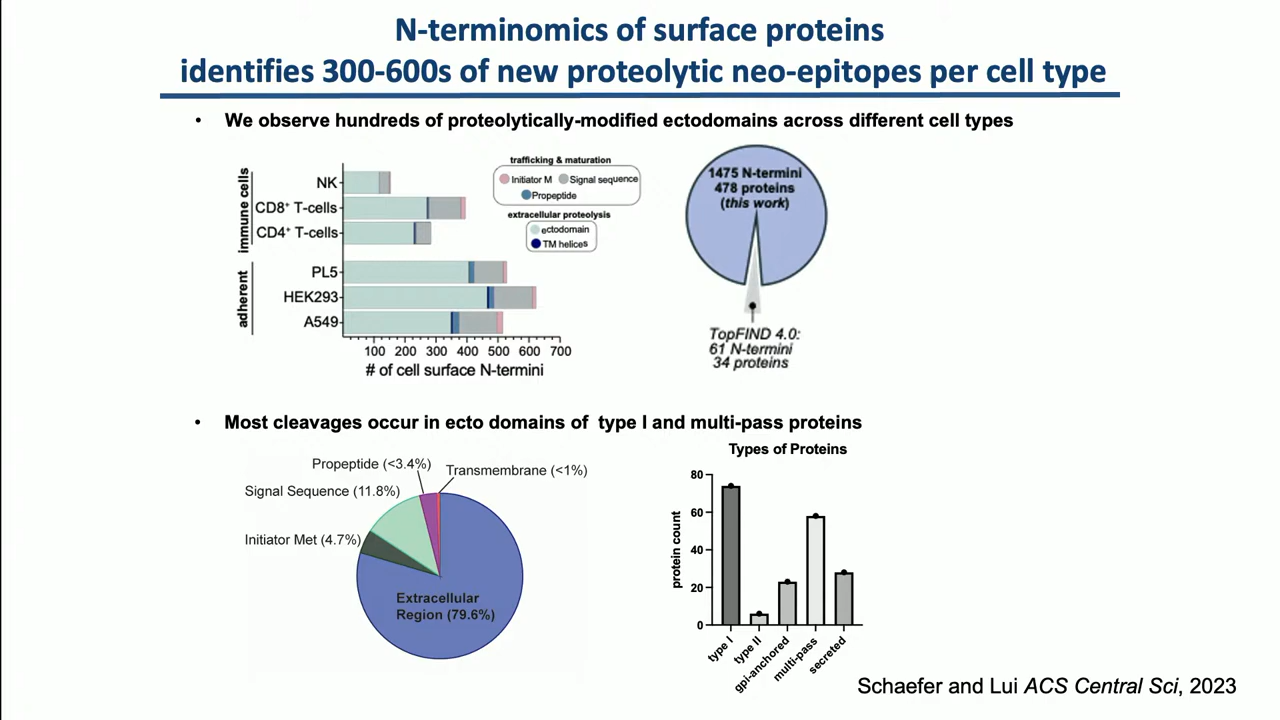 N-terminomics of surface proteins
identifies 300-600s of new proteolytic neo-epitopes per cell type
• We observe hundreds of proteolytically-modified ectodomains across different cell types
immune cells
NK
CD8+ T-cells
CD4+ T-cells
adherent
PL5
HEK293
A549
100 200 300 400 500 600 700
# of cell surface N-termini
trafficking & maturation
Initiator M Signal sequence
Propeptide
extracellular proteolysis
ectodomain
TM helices
1475 N-termini
478 proteins
(this work)
TopFIND 4.0:
61 N-termini
34 proteins
• Most cleavages occur in ecto domains of type I and multi-pass proteins
Propeptide (<3.4%)
Transmembrane (<1%)
Signal Sequence (11.8%)
Initiator Met (4.7%)
Extracellular
Region (79.6%)
Types of Proteins
protein count
80
60
40
20
0
type I
type II
gpi-anchored
multi-pass
secreted
Schaefer and Lui ACS Central Sci, 2023